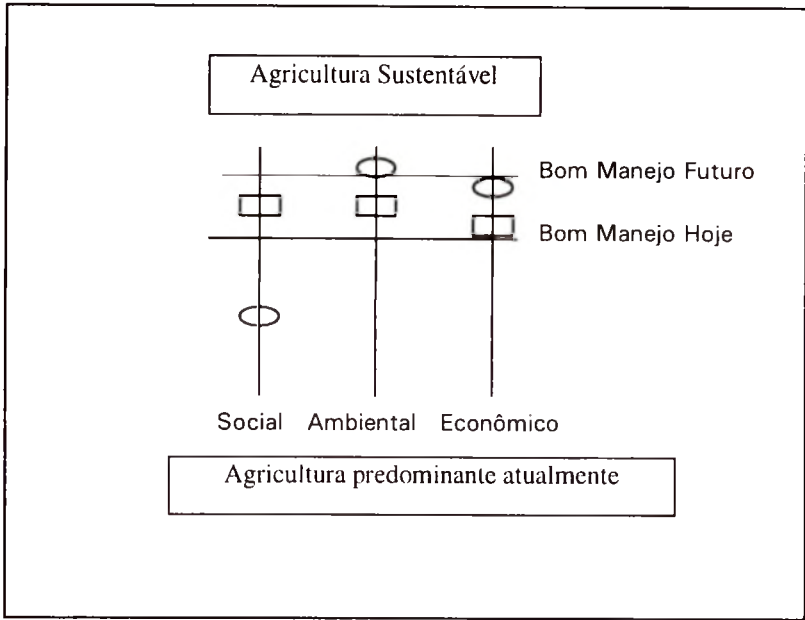 Agricultura Sustentável
Bom Manejo Futuro
Bom Manejo Hoje
Social Ambiental Econômico
Agricultura predominante atualmente